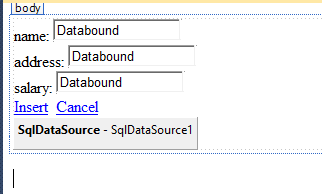 body
name: Databound
address: Databound
salary: Databound
Insert Cancel
SqlDataSource - SqlDataSource1